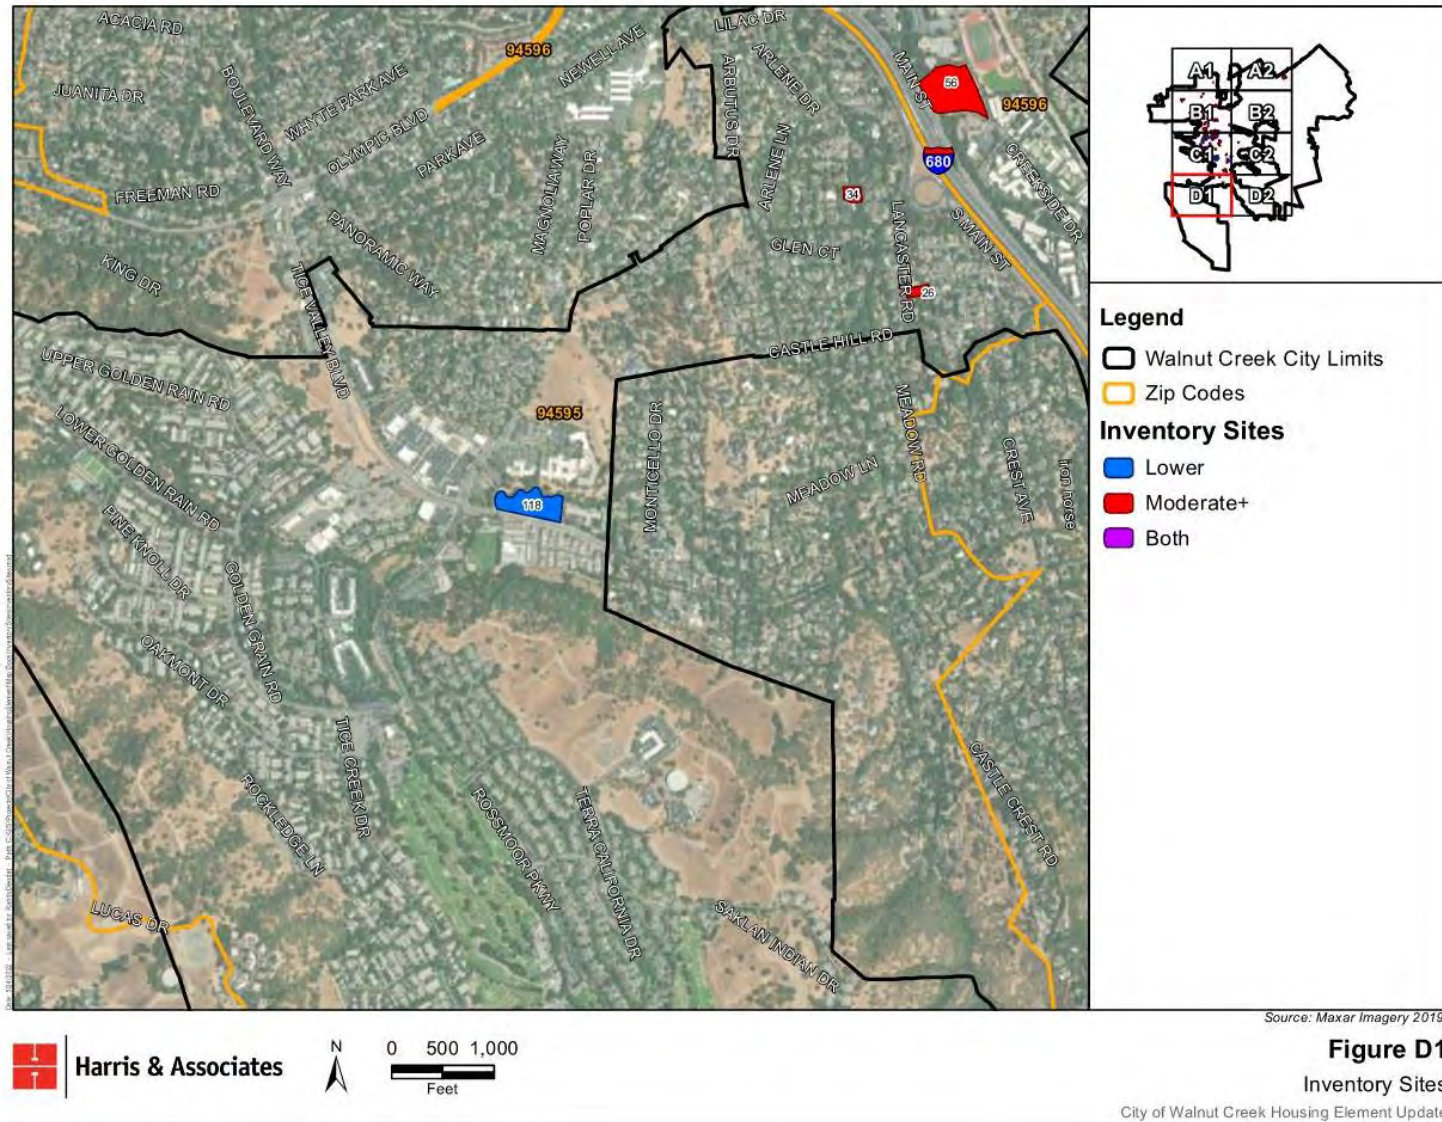 ACACIA RD
LILAC DR
94596
NEWELL AVE
MAIN ST
ARLENE DR
ARBUTUS DR
56
94596
JUANITA DR
BOULEVARD WAY
WHYTE PARK AVE
OLYMPIC BLVD
PARK AVE
MAGNOLIA WAY
POPLAR DR
ARLENE LN
680
CREEKSIDE DR
FREEMAN RD
34
LANCASTER RD
S MAIN ST
PANORAMIC WAY
GLEN CT
KING DR
TICE VALLEY BLVD
26
CASTLE HILL RD
UPPER GOLDEN RAIN RD
LOWER GOLDEN RAIN RD
94595
MONTICELLO DR
MEADOW RD
MEADOW LN
CREST AVE
iron horse
118
PINE KNOLL DR
GOLDEN GRAIN RD
OAKMONT DR
TICE CREEK DR
ROCKLEDGE LN
ROSSMOOR PKWY
TERRA CALIFORNIA DR
CASTLE CREST RD
LUCAS DR
SAKLAN INDIAN DR
A1
A2
B1
B2
C1
C2
D1
D2
Legend
Walnut Creek City Limits
Zip Codes
Inventory Sites
Lower
Moderate+
Both
Source: Maxar Imagery 2019
Harris & Associates
N
0 500 1,000
Feet
Figure D1
Inventory Sites
City of Walnut Creek Housing Element Update